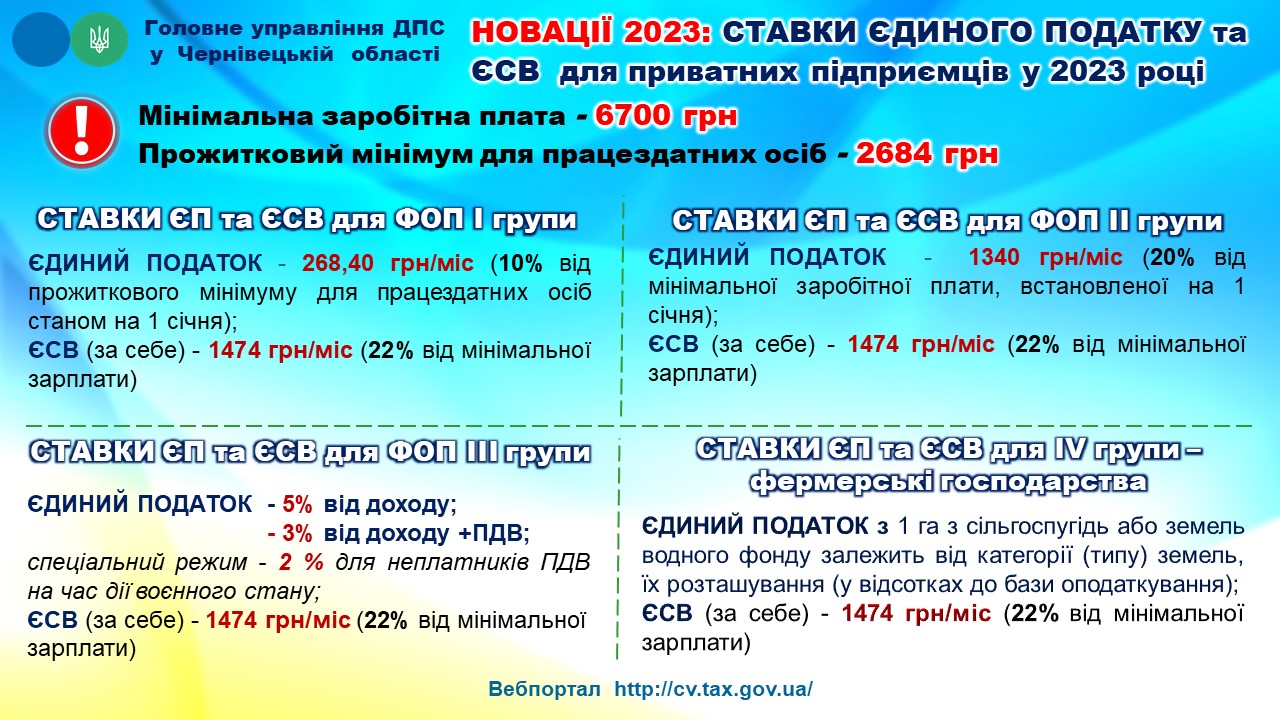 Головне управління ДПС
у Чернівецькій області
НОВАЦІЇ 2023: СТАВКИ ЄДИНОГО ПОДАТКУ та
ЄСВ для приватних підприємців у 2023 році
Мінімальна заробітна плата - 6700 грн
Прожитковий мінімум для працездатних осіб - 2684 грн
СТАВКИ ЄП та ЄСВ для ФОП І групи
ЄДИНИЙ ПОДАТОК - 268,40 грн/міс (10% від
прожиткового мінімуму для працездатних осіб
станом на 1 січня);
ЄСВ (за себе) - 1474 грн/міс (22% від мінімальної
зарплати)
СТАВКИ ЄП та ЄСВ для ФОП ІІ групи
ЄДИНИЙ ПОДАТОК - 1340 грн/міс (20% від
мінімальної заробітної плати, встановленої на 1
січня);
ЄСВ (за себе) - 1474 грн/міс (22% від мінімальної
зарплати)
СТАВКИ ЄП та ЄСВ для ФОП ІІІ групи
ЄДИНИЙ ПОДАТОК - 5% від доходу;
- 3% від доходу +ПДВ;
спеціальний режим - 2 % для неплатників ПДВ
на час дії воєнного стану;
ЄСВ (за себе) - 1474 грн/міс (22% від мінімальної
зарплати)
СТАВКИ ЄП та ЄСВ для IV групи –
фермерські господарства
ЄДИНИЙ ПОДАТОК з 1 га з сільгоспугідь або земель
водного фонду залежить від категорії (типу) земель,
їх розташування (у відсотках до бази оподаткування);
ЄСВ (за себе) - 1474 грн/міс (22% від мінімальної
зарплати)
Вебпортал http://cv.tax.gov.ua/